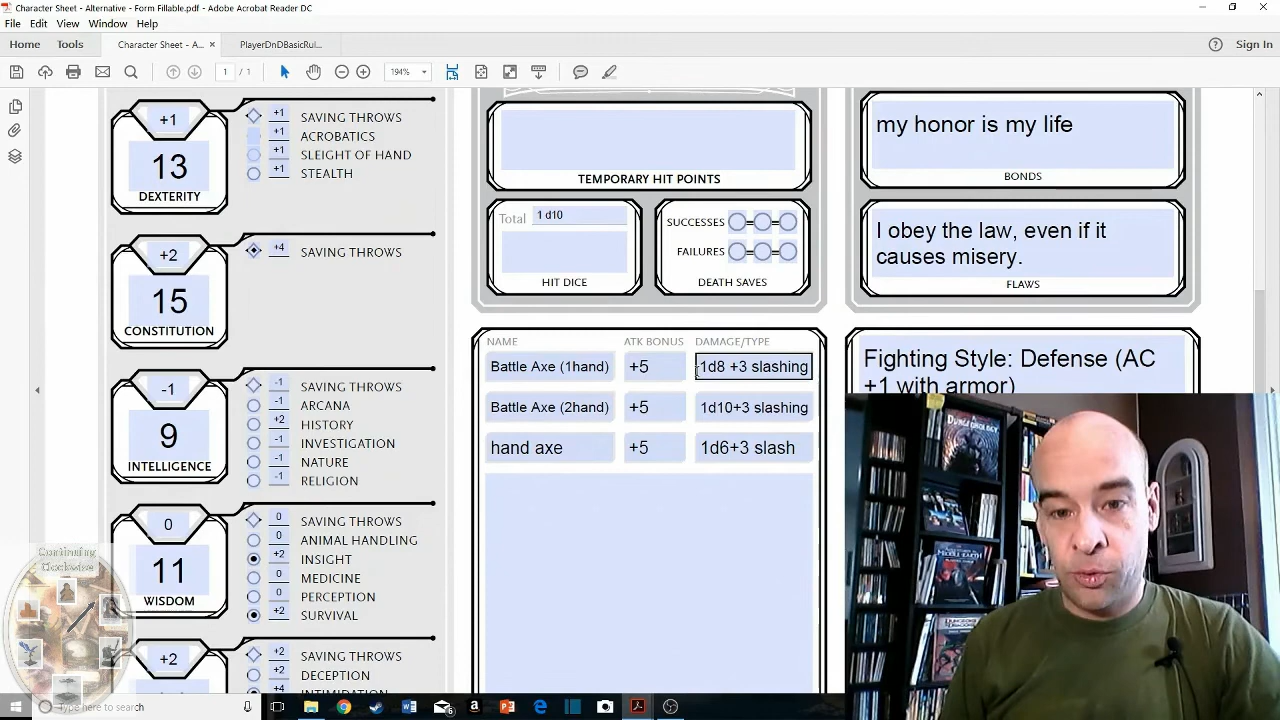 Character Sheet - Alternative - Form Fillable.pdf - Adobe Acrobat Reader DC
File Edit View Window Help
Home Tools Character Sheet - A... × PlayerDnDBasicRul... Sign In
1 / 1 194%
+1
13
DEXTERITY
+1 SAVING THROWS
+1 ACROBATICS
+1 SLEIGHT OF HAND
+1 STEALTH
+2
15
CONSTITUTION
+4 SAVING THROWS
-1
9
INTELLIGENCE
-1 SAVING THROWS
-1 ARCANA
+2 HISTORY
-1 INVESTIGATION
-1 NATURE
-1 RELIGION
0
11
WISDOM
0 SAVING THROWS
0 ANIMAL HANDLING
+2 INSIGHT
0 MEDICINE
0 PERCEPTION
+2 SURVIVAL
+2
+2 SAVING THROWS
+2 DECEPTION
+4 INTIMIDATION
TEMPORARY HIT POINTS
Total 1 d10
HIT DICE
SUCCESSES
FAILURES
DEATH SAVES
NAME ATK BONUS DAMAGE/TYPE
Battle Axe (1hand) +5 1d8 +3 slashing
Battle Axe (2hand) +5 1d10+3 slashing
hand axe +5 1d6+3 slash
my honor is my life
BONDS
I obey the law, even if it
causes misery.
FLAWS
Fighting Style: Defense (AC
+1 with armor)
DUNGEONOLOGY
MIDDLE EARTH
Continuing
Clockwise
Type here to search